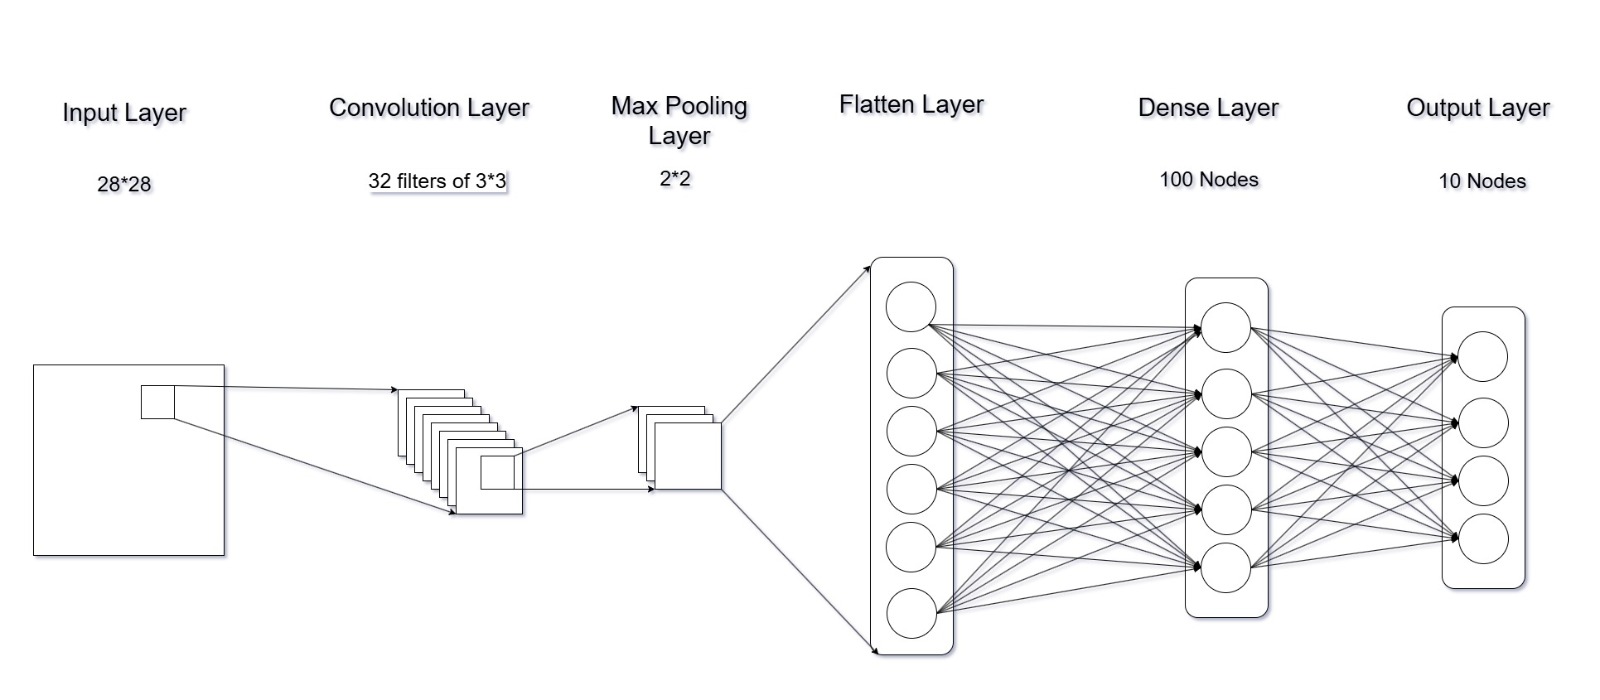 Input Layer
28*28
Convolution Layer
32 filters of 3*3
Max Pooling
Layer
2*2
Flatten Layer
Dense Layer
100 Nodes
Output Layer
10 Nodes